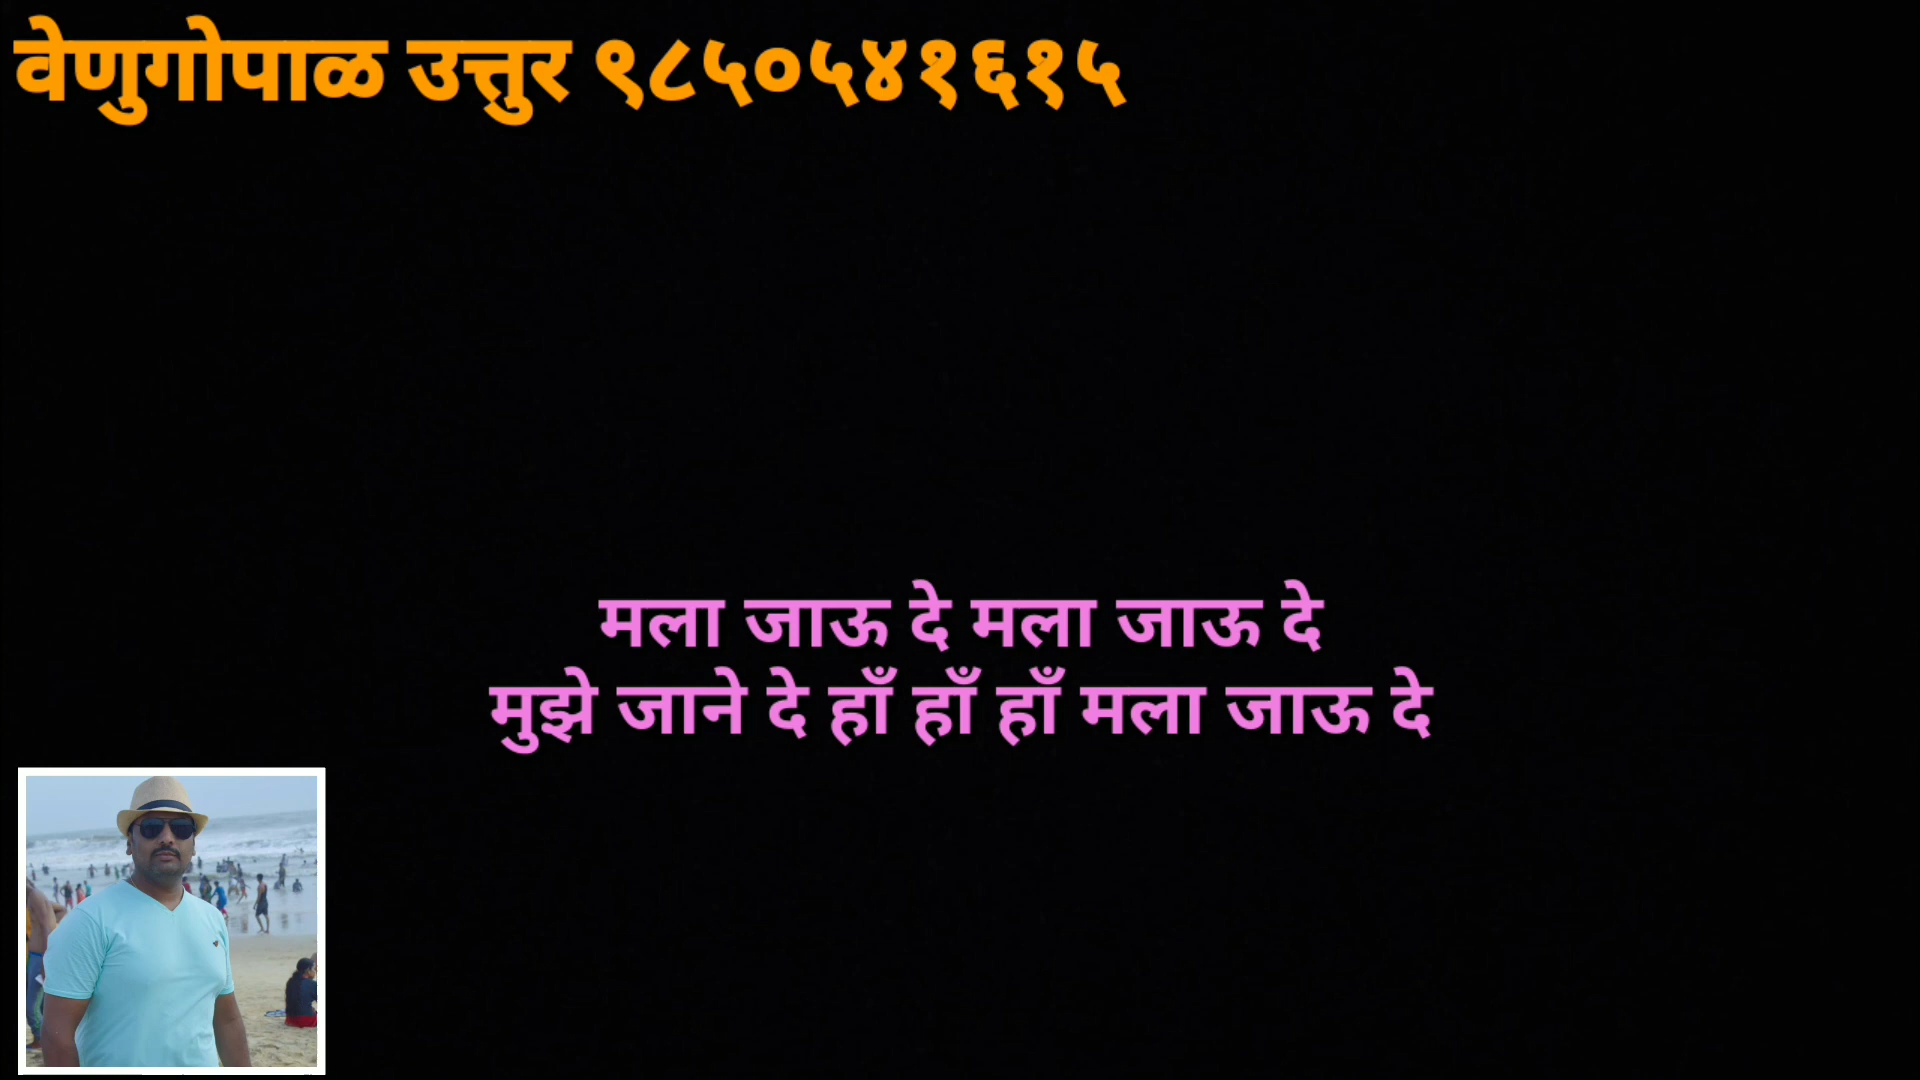 वेणुगोपाळ उत्तुर ९८५०५४१६१५
मला जाऊ दे मला जाऊ दे
मुझे जाने दे हाँ हाँ हाँ मला जाऊ दे